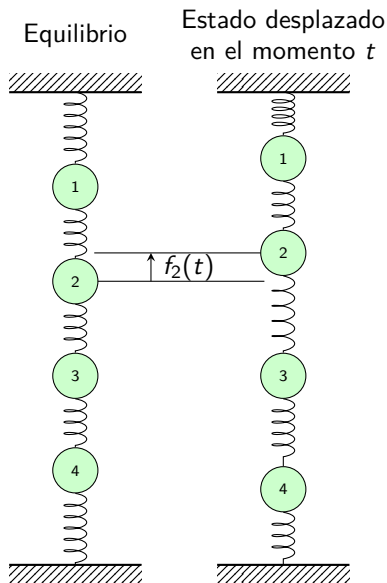 Equilibrio
Estado desplazado
en el momento t
1
2
3
4
f₂(t)
1
2
3
4